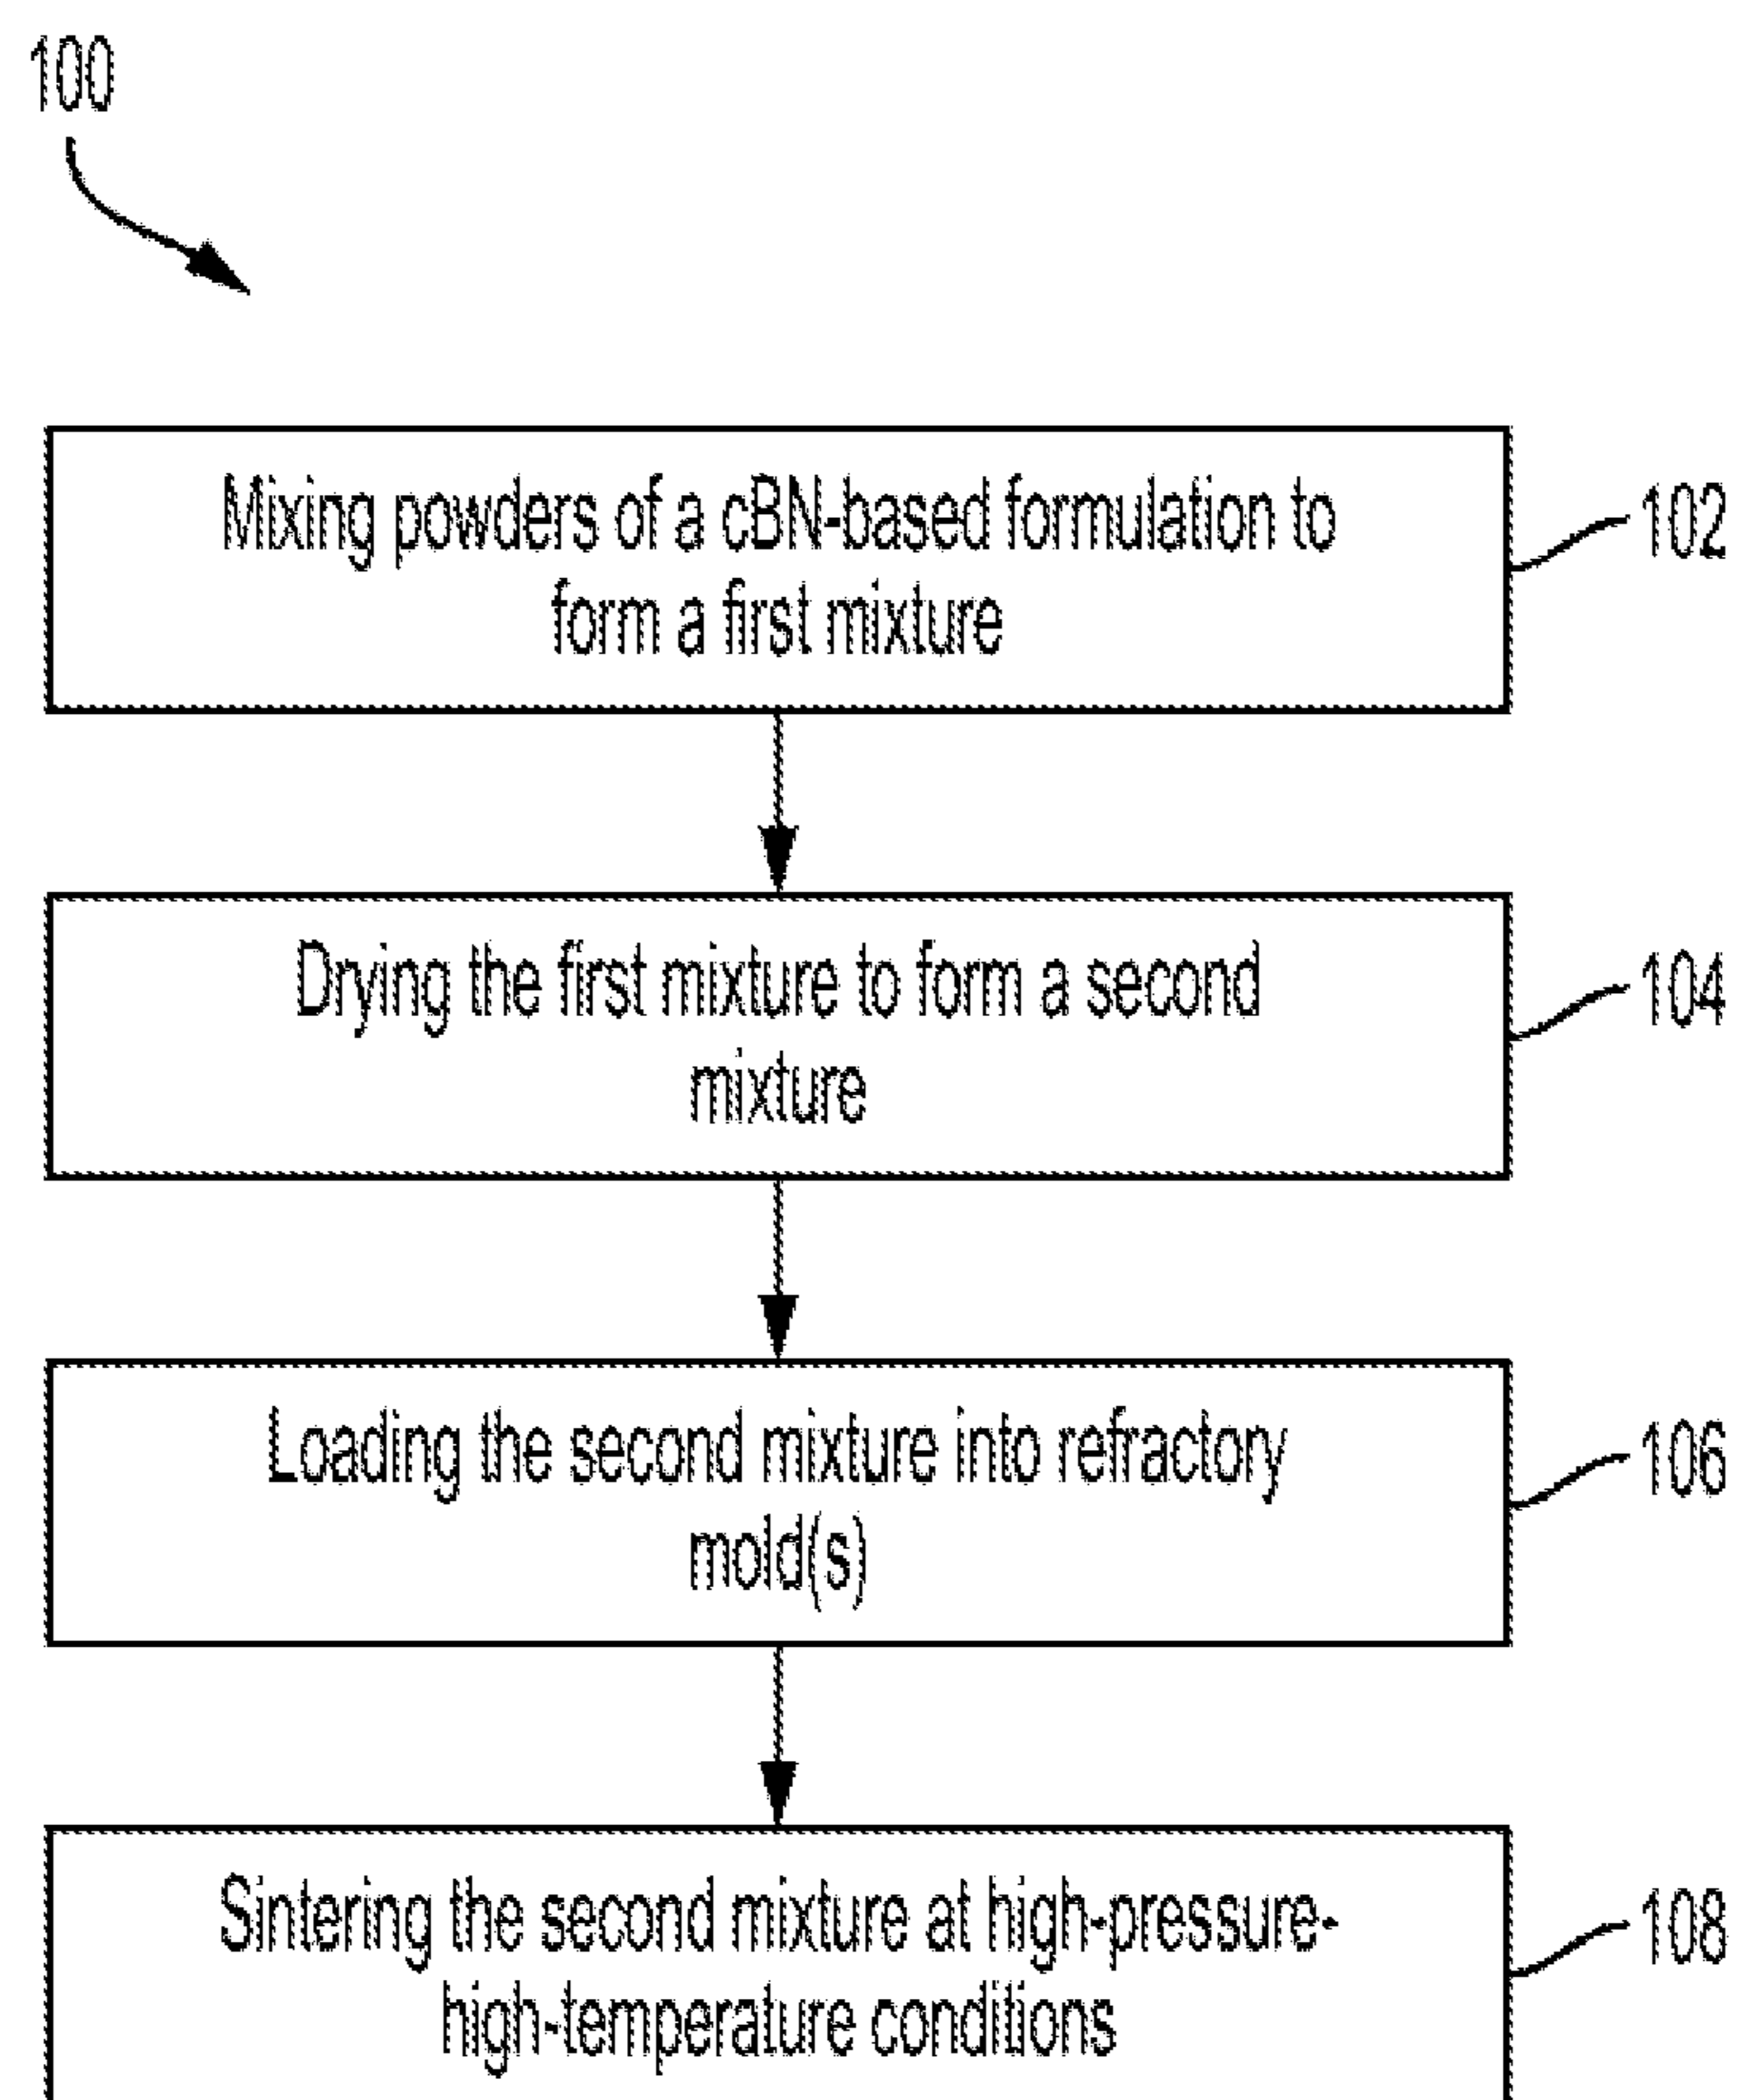 100
Mixing powders of a cBN-based formulation to
form a first mixture
102
Drying the first mixture to form a second
mixture
104
Loading the second mixture into refractory
mold(s)
106
Sintering the second mixture at high-pressure-
high-temperature conditions
108